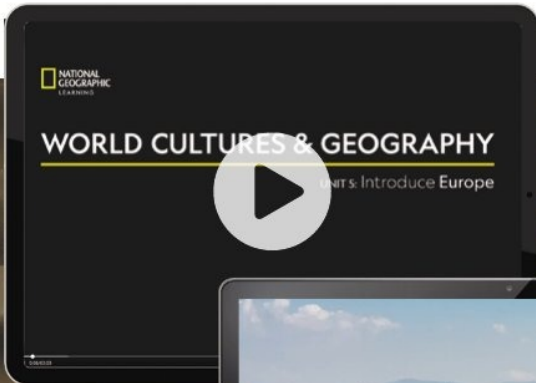 NATIONAL
GEOGRAPHIC
LEARNING
WORLD CULTURES & GEOGRAPHY
UNIT 5: Introduce Europe